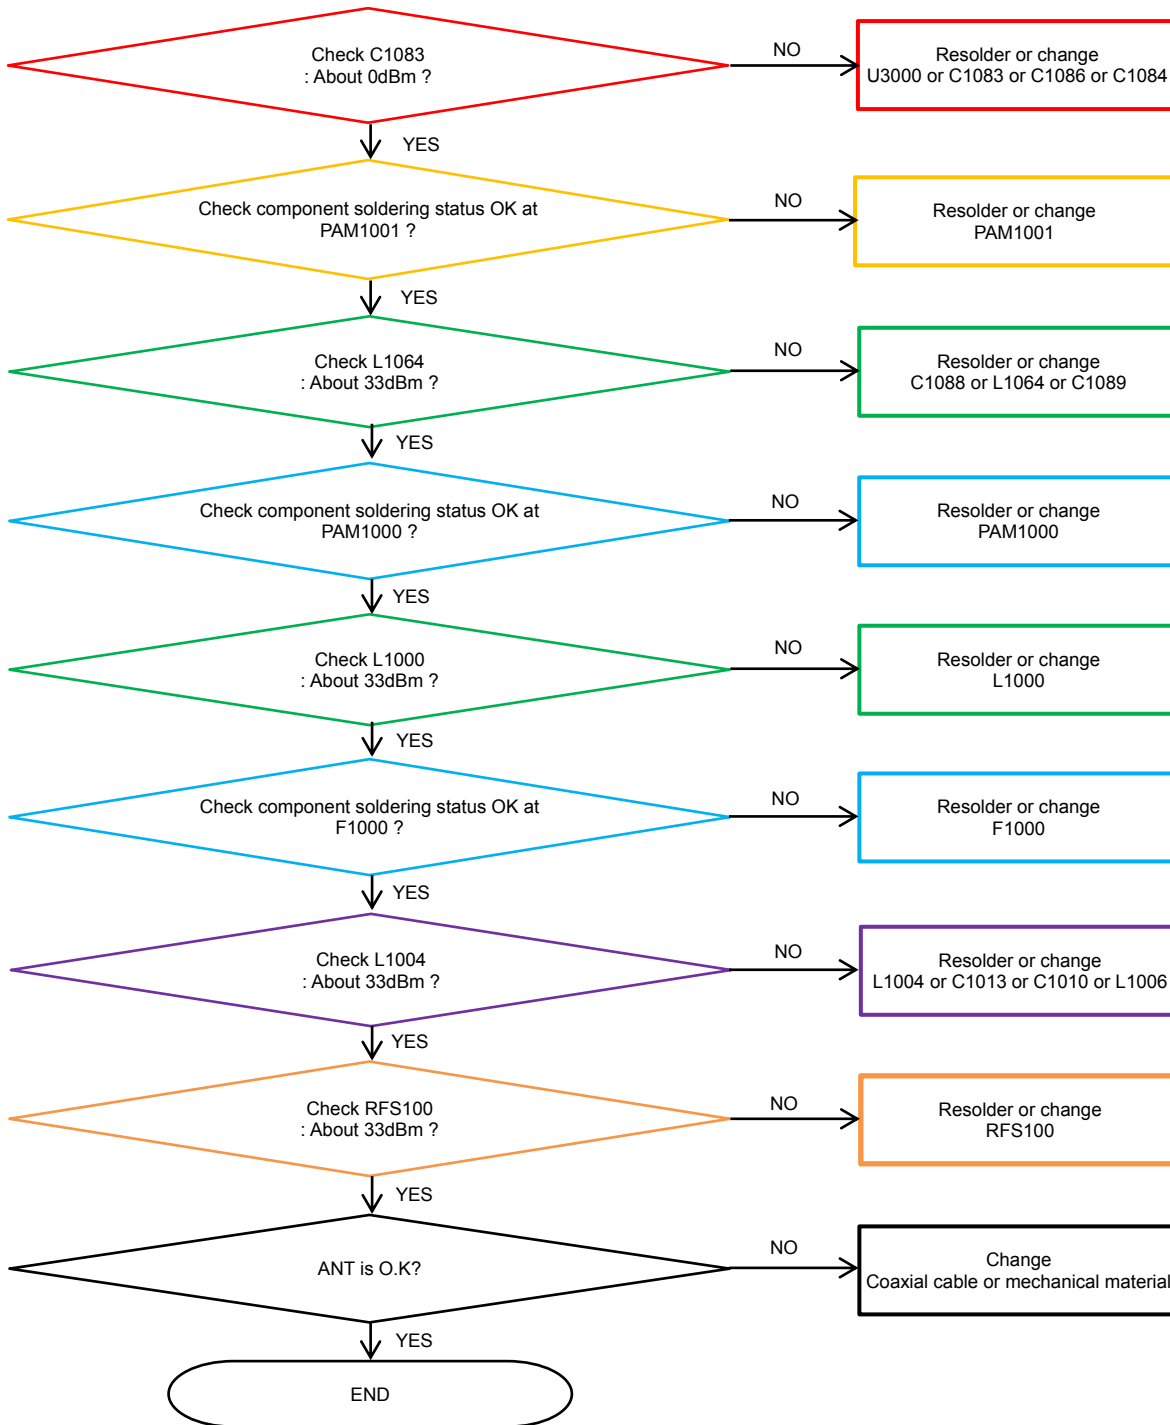 Check C1083
: About 0dBm ?
NO
Resolder or change
U3000 or C1083 or C1086 or C1084
YES
Check component soldering status OK at
PAM1001 ?
NO
Resolder or change
PAM1001
YES
Check L1064
: About 33dBm ?
NO
Resolder or change
C1088 or L1064 or C1089
YES
Check component soldering status OK at
PAM1000 ?
NO
Resolder or change
PAM1000
YES
Check L1000
: About 33dBm ?
NO
Resolder or change
L1000
YES
Check component soldering status OK at
F1000 ?
NO
Resolder or change
F1000
YES
Check L1004
: About 33dBm ?
NO
Resolder or change
L1004 or C1013 or C1010 or L1006
YES
Check RFS100
: About 33dBm ?
NO
Resolder or change
RFS100
YES
ANT is O.K?
NO
Change
Coaxial cable or mechanical material
YES
END